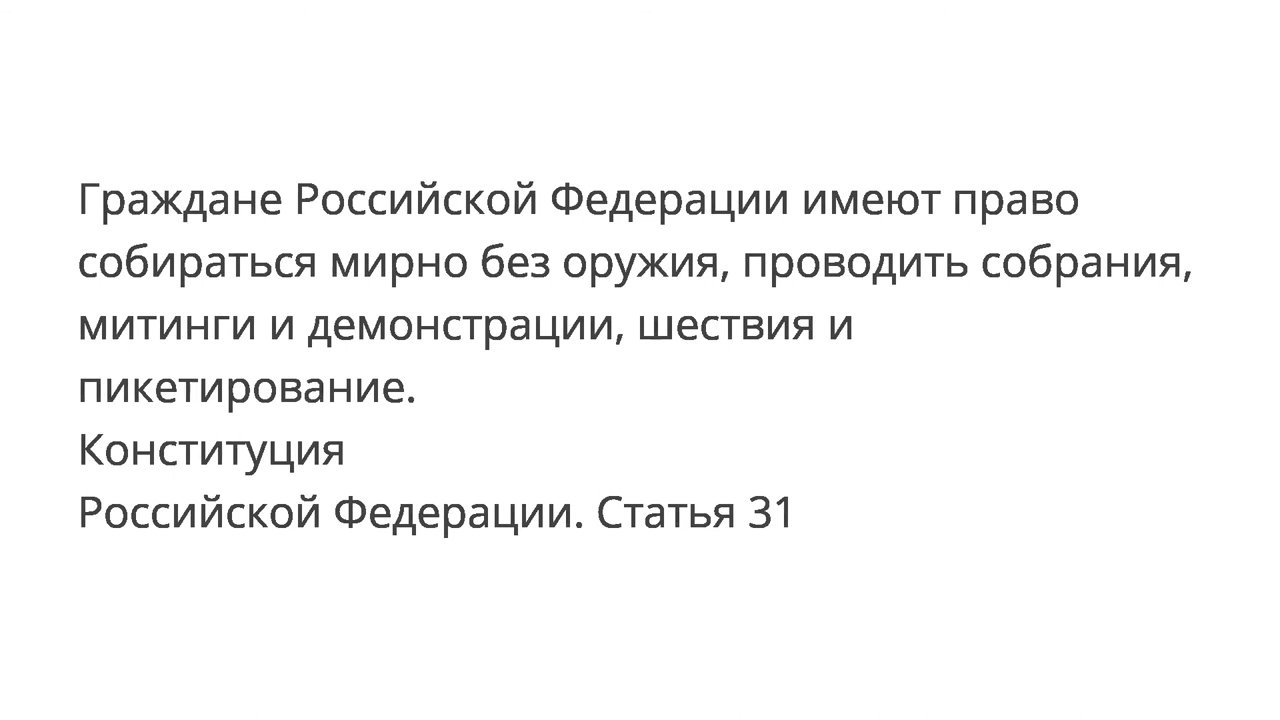 Граждане Российской Федерации имеют право
собираться мирно без оружия, проводить собрания,
митинги и демонстрации, шествия и
пикетирование.
Конституция
Российской Федерации. Статья 31